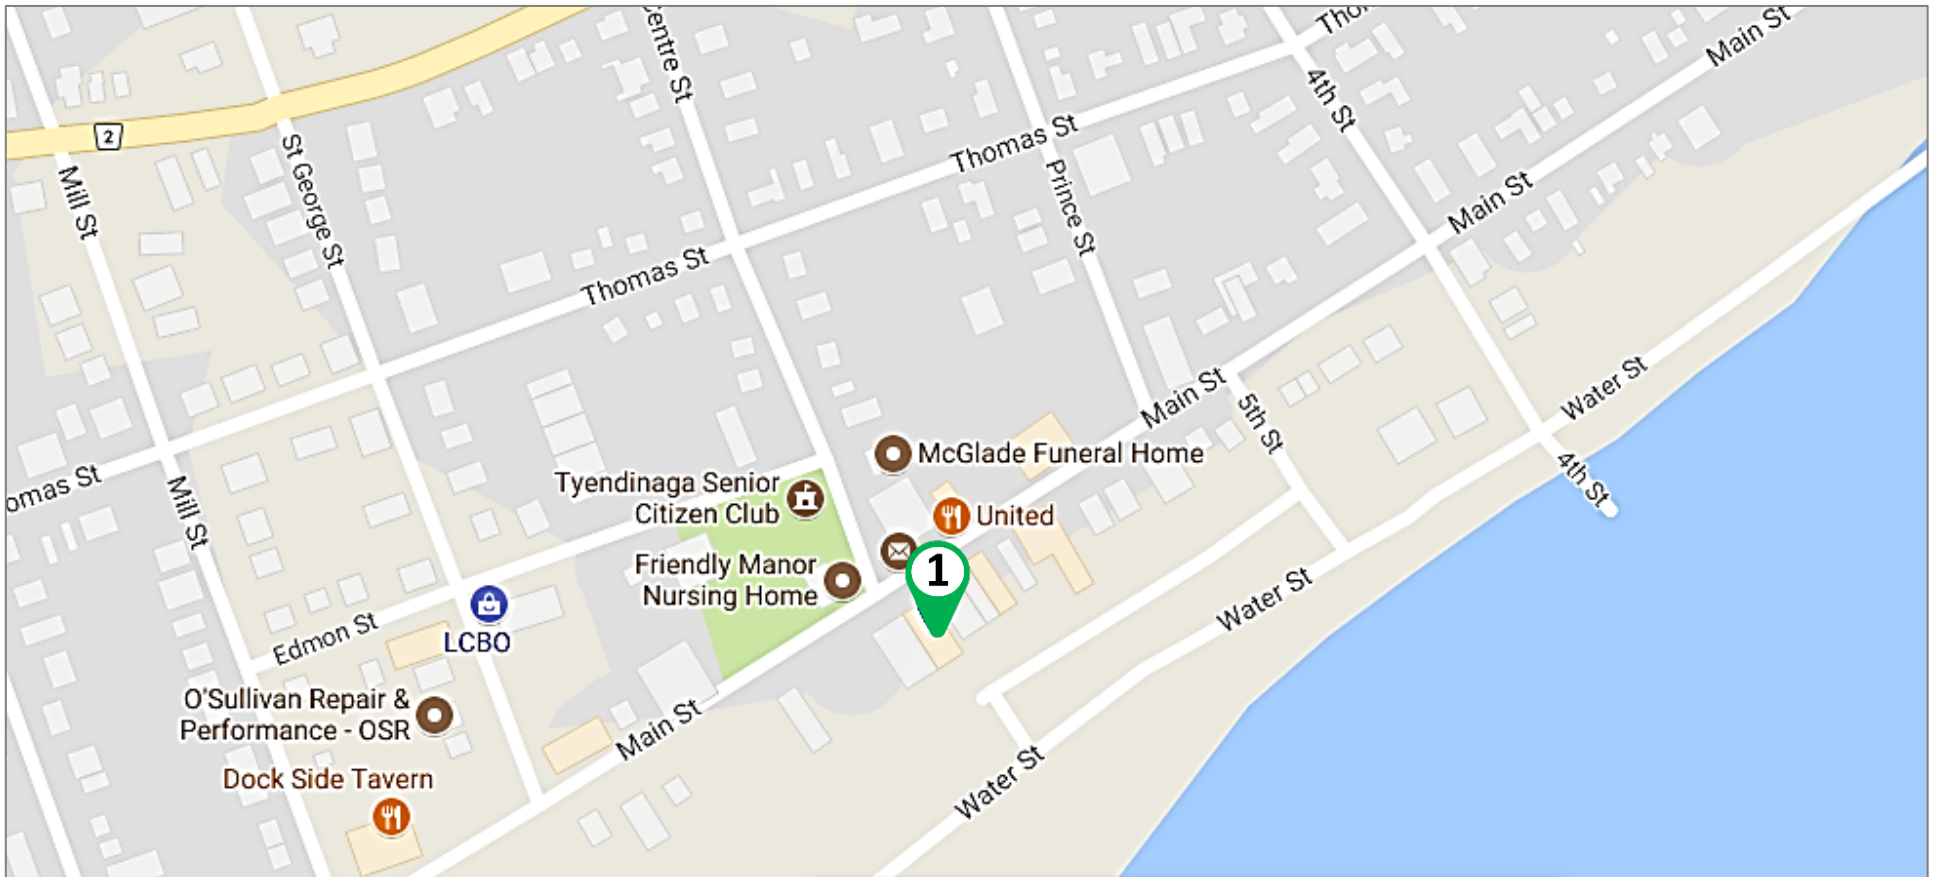 Centre St
Tho
Main St
2
4th St
St George St
Thomas St
Mill St
Prince St
Main St
Thomas St
Main St
Water St
5th St
McGlade Funeral Home
omas St
Tyendinaga Senior
Citizen Club
4th St
Mill St
United
Friendly Manor
Nursing Home
1
Water St
Edmon St
LCBO
O'Sullivan Repair &
Performance - OSR
Main St
Dock Side Tavern
Water St